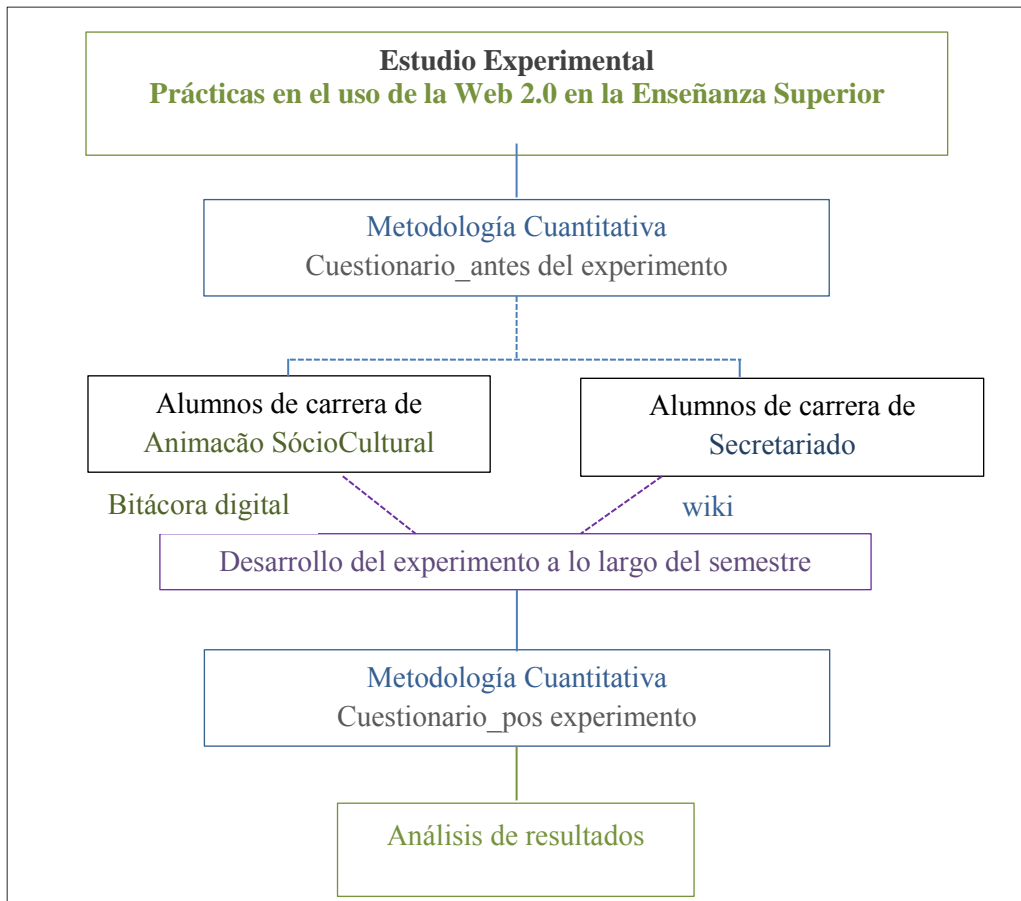 Estudio Experimental
Prácticas en el uso de la Web 2.0 en la Enseñanza Superior
Metodología Cuantitativa
Cuestionario_antes del experimento
Alumnos de carrera de
Animacão SócioCultural
Alumnos de carrera de
Secretariado
Bitácora digital
wiki
Desarrollo del experimento a lo largo del semestre
Metodología Cuantitativa
Cuestionario_pos experimento
Análisis de resultados